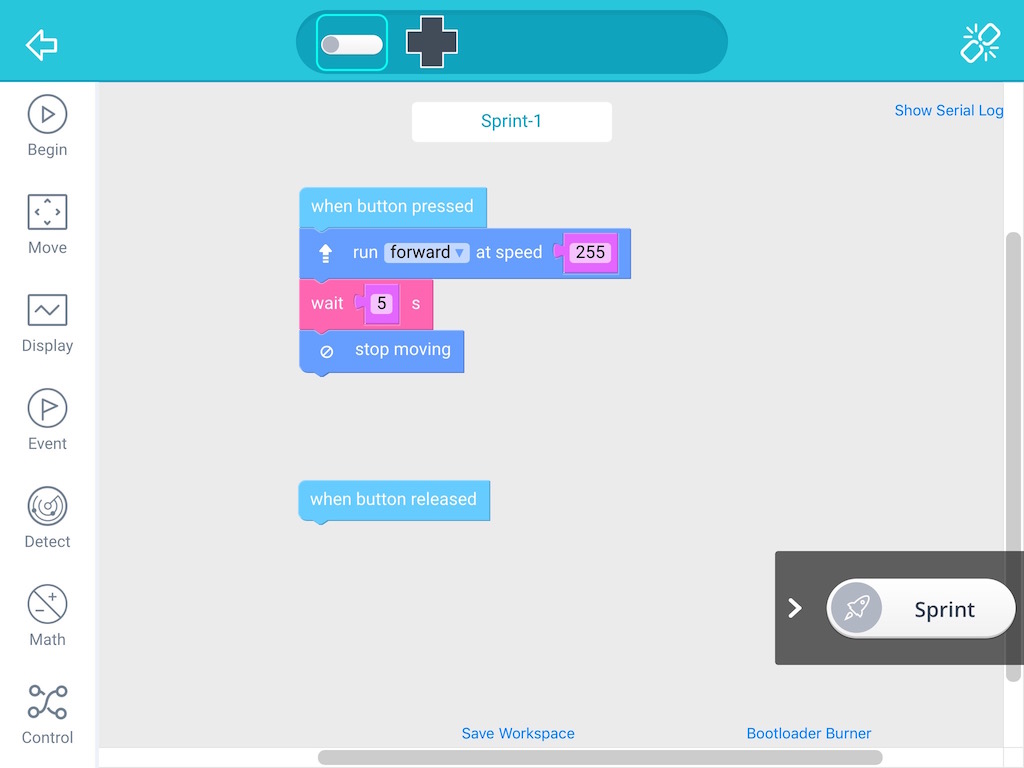 Sprint-1
Show Serial Log
Begin
Move
Display
Event
Detect
Math
Control
when button pressed
run forward at speed 255
wait 5 s
stop moving
when button released
Sprint
Save Workspace
Bootloader Burner